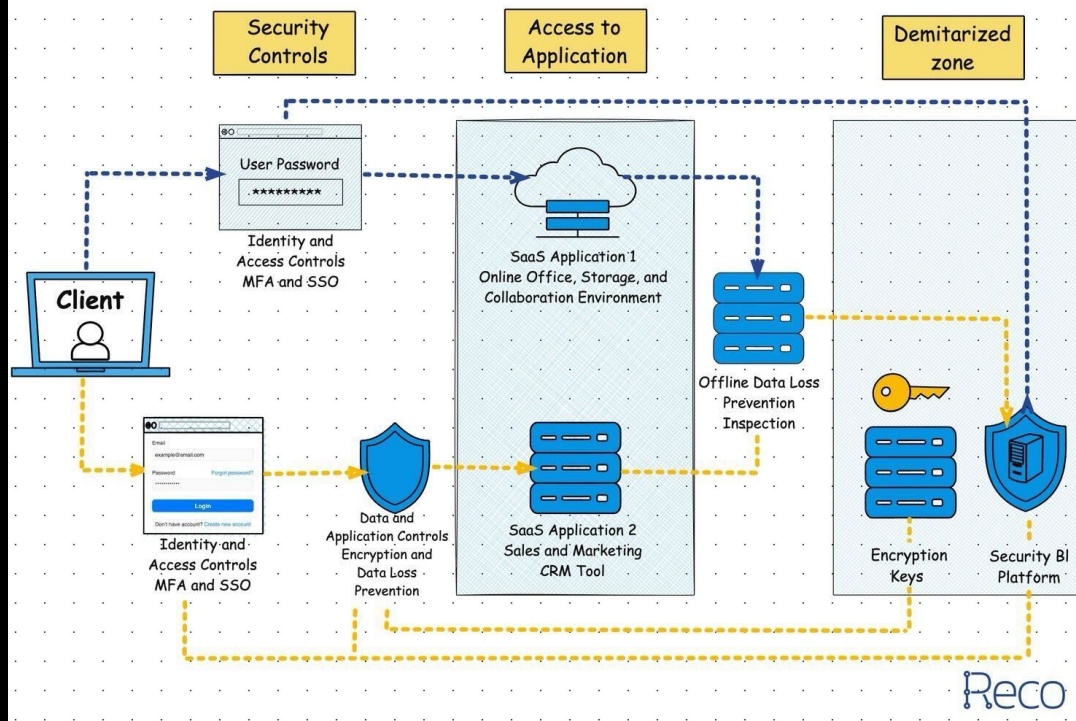 Security
Controls
Access to
Application
Demitarized
zone
User Password
*********
Identity and
Access Controls
MFA and SSO
SaaS Application 1
Online Office, Storage, and
Collaboration Environment
Client
Offline Data Loss
Prevention
Inspection
Email
example@email.com
Password
Forgot password?
************
Login
Don't have account? Create new account
Identity and
Access Controls
MFA and SSO
Data and
Application Controls
Encryption and
Data Loss
Prevention
SaaS Application 2
Sales and Marketing
CRM Tool
Encryption
Keys
Security BI
Platform
Reco